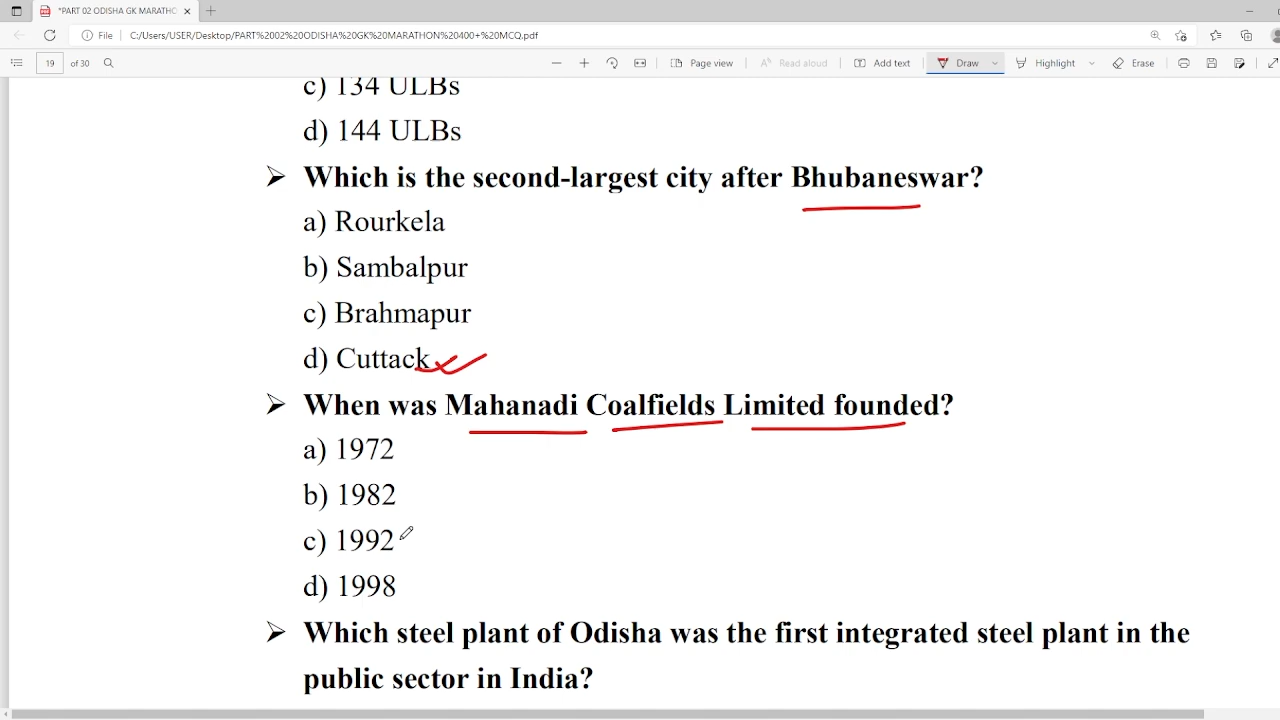 *PART 02 ODISHA GK MARATHO
File C:/Users/USER/Desktop/PART%2002%20ODISHA%20GK%20MARATHON%20400+%20MCQ.pdf
19 of 30 Page view Read aloud Add text Draw Highlight Erase
c) 134 ULBs
d) 144 ULBs
➢ Which is the second-largest city after Bhubaneswar?
a) Rourkela
b) Sambalpur
c) Brahmapur
d) Cuttack
➢ When was Mahanadi Coalfields Limited founded?
a) 1972
b) 1982
c) 1992
d) 1998
➢ Which steel plant of Odisha was the first integrated steel plant in the
public sector in India?